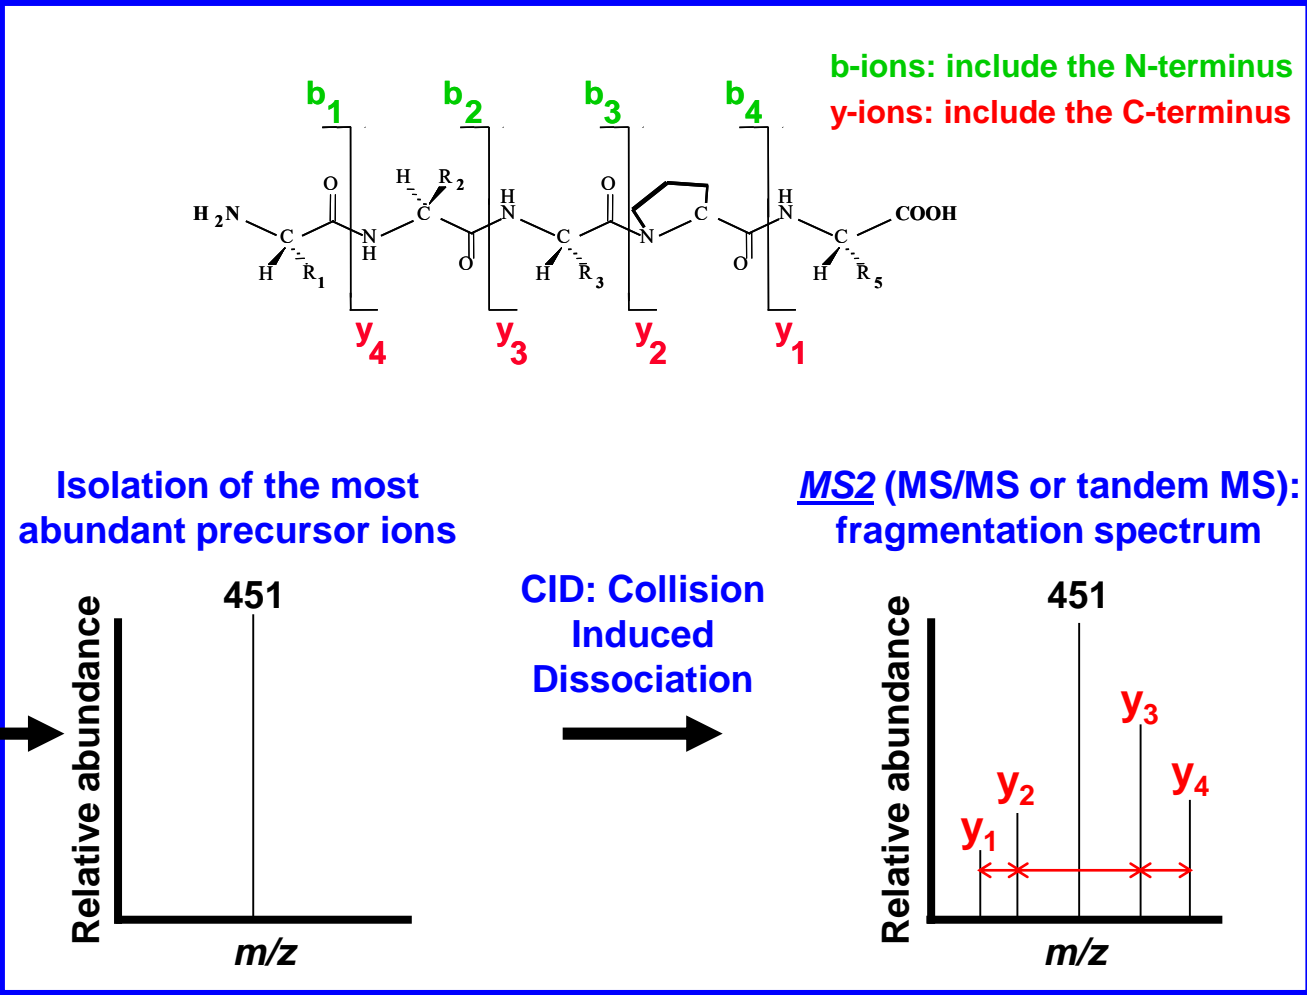 b-ions: include the N-terminus
y-ions: include the C-terminus
b1 b2 b3 b4
H2N H R1 O N H H C R2 O H N C H R3 O N C O H N C H R5 COOH
y4 y3 y2 y1
Isolation of the most
abundant precursor ions
451
Relative abundance
m/z
CID: Collision
Induced
Dissociation
MS2 (MS/MS or tandem MS):
fragmentation spectrum
451
Relative abundance
y1 y2 y3 y4
m/z